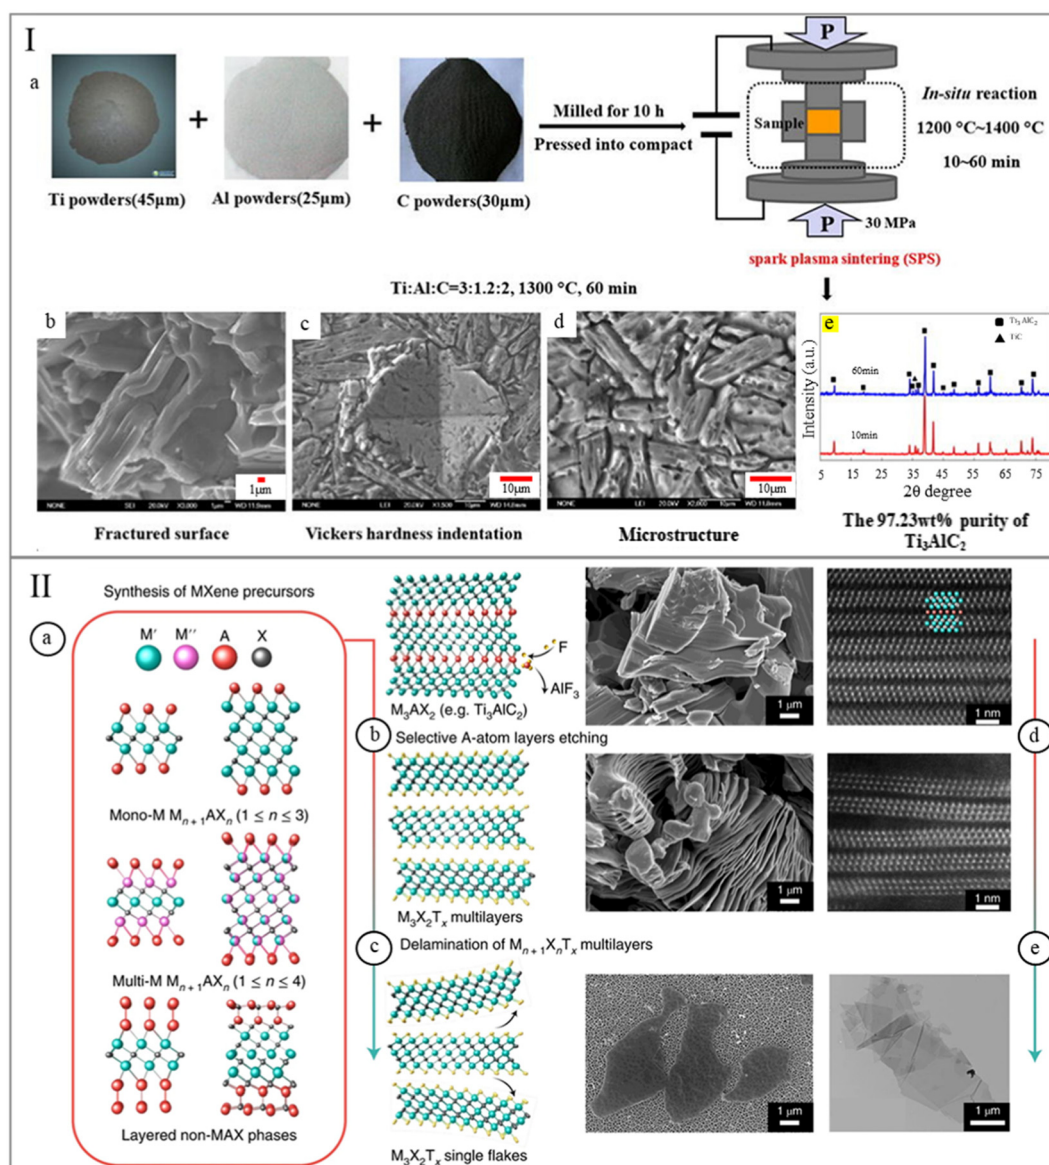 I
a
+
+
Milled for 10 h
Pressed into compact
P
Sample
In-situ reaction
1200 °C~1400 °C
10~60 min
P
30 MPa
Ti powders(45μm)
Al powders(25μm)
C powders(30μm)
spark plasma sintering (SPS)
Ti:Al:C=3:1.2:2, 1300 °C, 60 min
b
1μm
NONE
SEI
Fractured surface
c
10μm
NONE
Vickers hardness indentation
d
10μm
NONE
LEI
Microstructure
e
Ti₃AlC₂
TiC
60min
10min
Intensity (a.u.)
5 15 25 35 45 55 65 75
2θ degree
The 97.23wt% purity of
Ti₃AlC₂
II
Synthesis of MXene precursors
a
M′ M″ A X
Mono-M Mₙ₊₁AXₙ (1 ≤ n ≤ 3)
Multi-M Mₙ₊₁AXₙ (1 ≤ n ≤ 4)
Layered non-MAX phases
F
AlF₃
M₃AX₂ (e.g. Ti₃AlC₂)
b
Selective A-atom layers etching
M₃X₂Tₓ multilayers
c
Delamination of Mₙ₊₁XₙTₓ multilayers
M₃X₂Tₓ single flakes
1 μm
1 nm
d
1 μm
1 nm
e
1 μm
1 μm